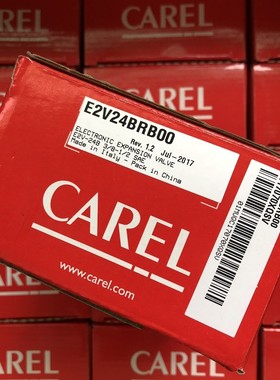 CAREL
CAREL
CAREL
E2V24BRB00
Rev. 1.2 Jul-2017
ELECTRONIC EXPANSION VALVE
E2V-24B 3/8-1/2 SAE
Made in Italy - Pack in China
CAREL
www.carel.com